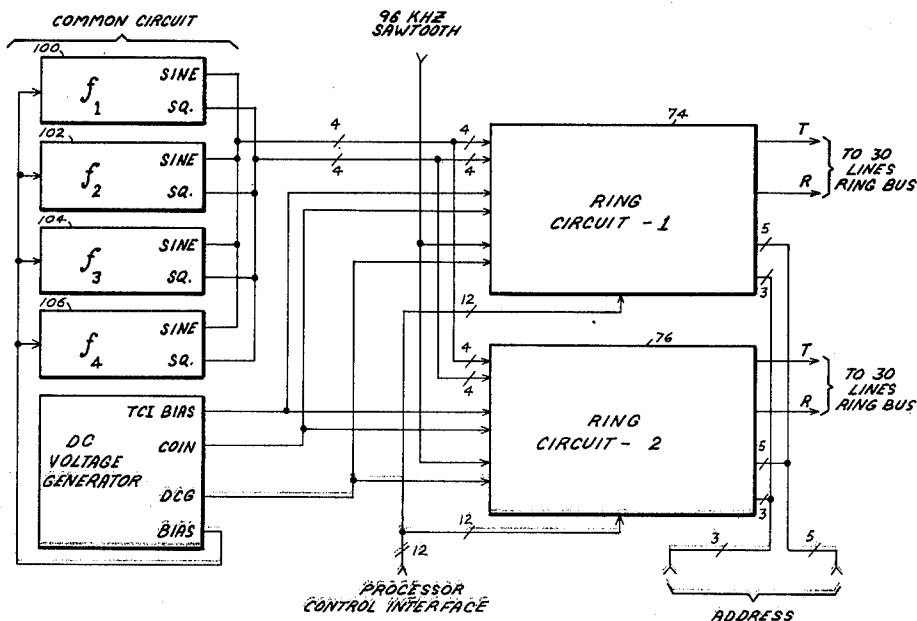 COMMON CIRCUIT
96 KHZ
SAWTOOTH
100
f1
SINE
SQ.
102
f2
SINE
SQ.
104
f3
SINE
SQ.
106
f4
SINE
SQ.
DC
VOLTAGE
GENERATOR
TCI BIAS
COIN
DCG
BIAS
4
4
4
4
74
RING
CIRCUIT - 1
T
R
TO 30
LINES
RING BUS
5
3
12
4
4
76
RING
CIRCUIT - 2
T
R
TO 30
LINES
RING BUS
5
3
12
12
PROCESSOR
CONTROL INTERFACE
3
5
ADDRESS